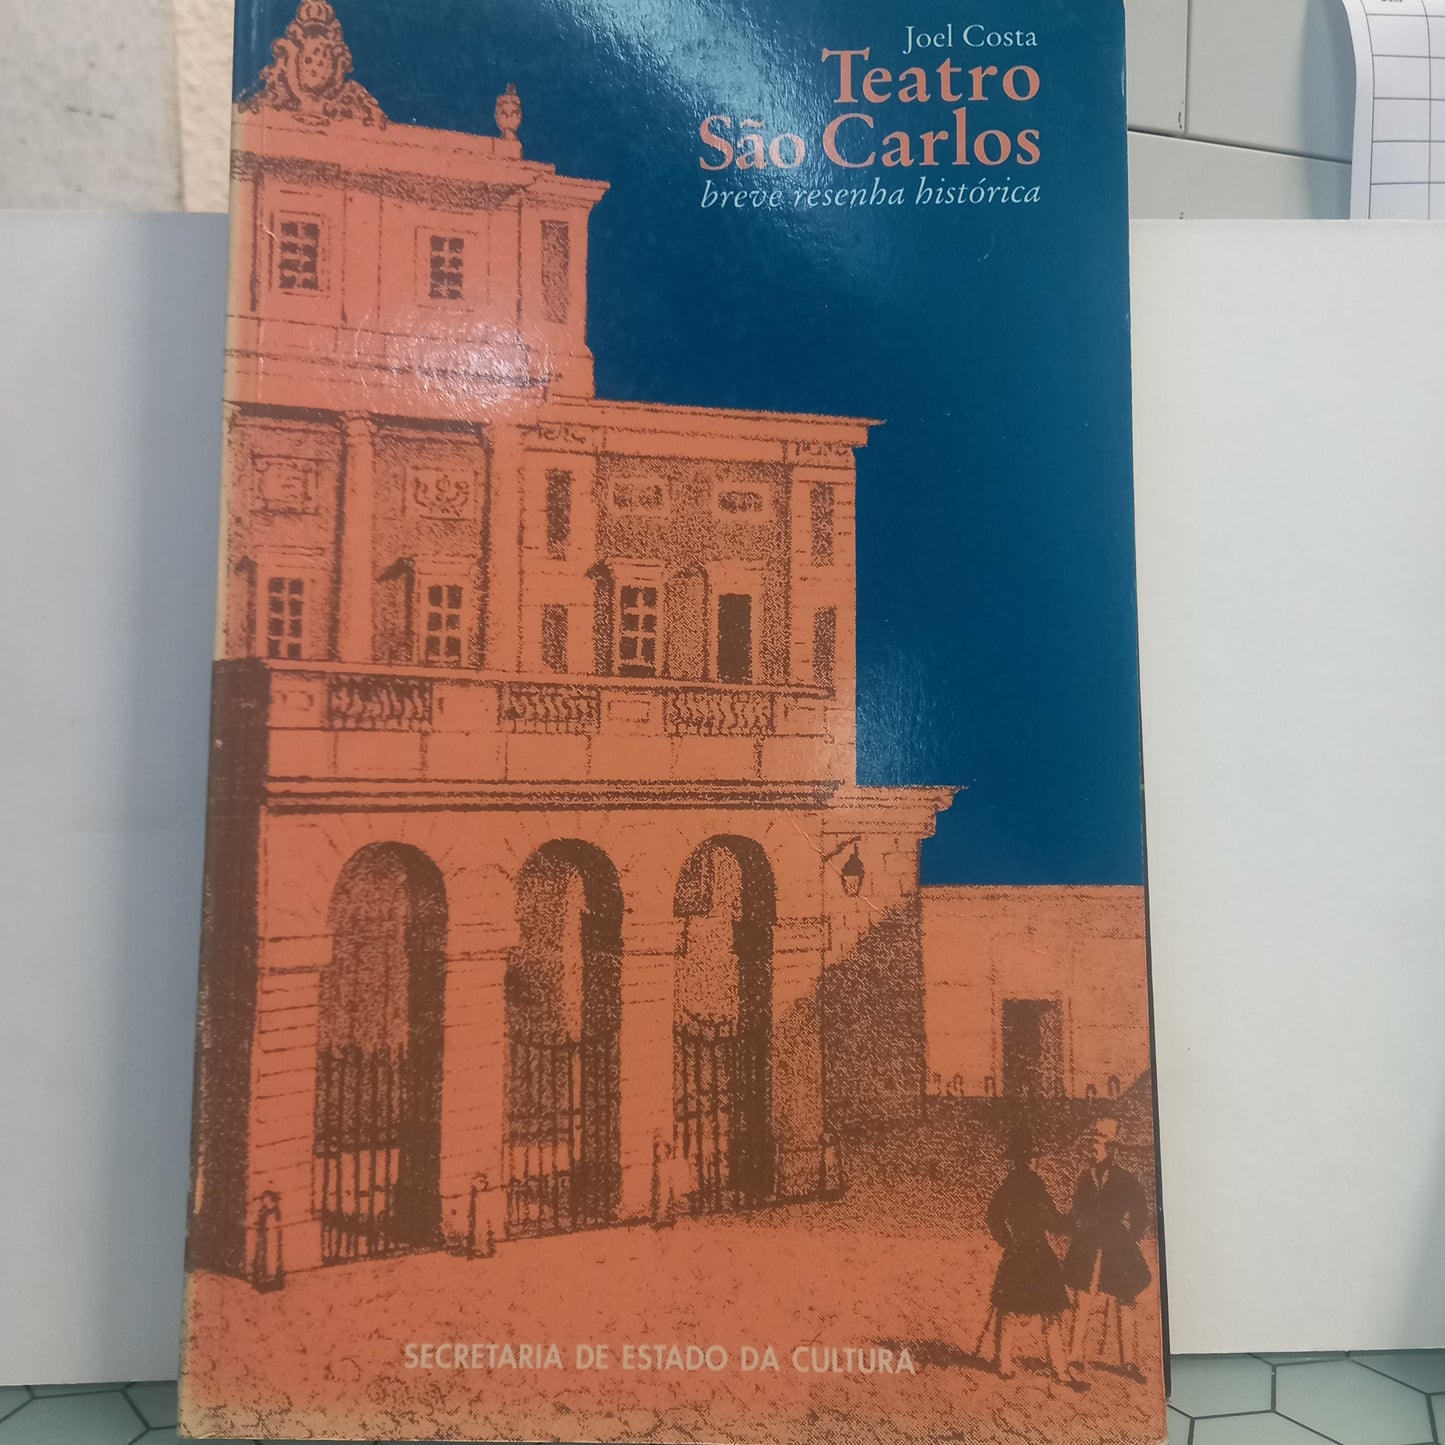 Joel Costa
Teatro
São Carlos
breve resenha histórica
SECRETARIA DE ESTADO DA CULTURA